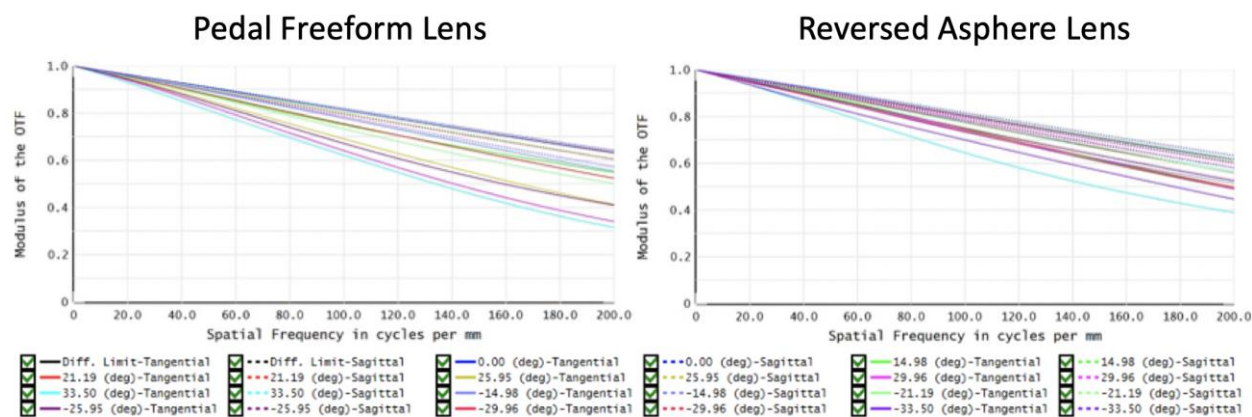 Pedal Freeform Lens
Reversed Asphere Lens
1.0
0.8
0.6
0.4
0.2
0
Modulus of the OTF
0 20.0 40.0 60.0 80.0 100.0 120.0 140.0 160.0 180.0 200.0
Spatial Frequency in cycles per mm
1.0
0.8
0.6
0.4
0.2
0
Modulus of the OTF
0 20.0 40.0 60.0 80.0 100.0 120.0 140.0 160.0 180.0 200.0
Spatial Frequency in cycles per mm
Diff. Limit-Tangential Diff. Limit-Sagittal 0.00 (deg)-Tangential 0.00 (deg)-Sagittal 14.98 (deg)-Tangential 14.98 (deg)-Sagittal
21.19 (deg)-Tangential 21.19 (deg)-Sagittal 25.95 (deg)-Tangential 25.95 (deg)-Sagittal 29.96 (deg)-Tangential 29.96 (deg)-Sagittal
33.50 (deg)-Tangential 33.50 (deg)-Sagittal -14.98 (deg)-Tangential -14.98 (deg)-Sagittal -21.19 (deg)-Tangential -21.19 (deg)-Sagittal
-25.95 (deg)-Tangential -25.95 (deg)-Sagittal -29.96 (deg)-Tangential -29.96 (deg)-Sagittal -33.50 (deg)-Tangential -33.50 (deg)-Sagittal